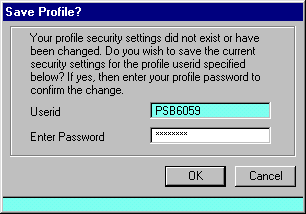 Save Profile?
Your profile security settings did not exist or have
been changed. Do you wish to save the current
security settings for the profile userid specified
below? If yes, then enter your profile password to
confirm the change.
Userid PSB6059
Enter Password ********
OK Cancel